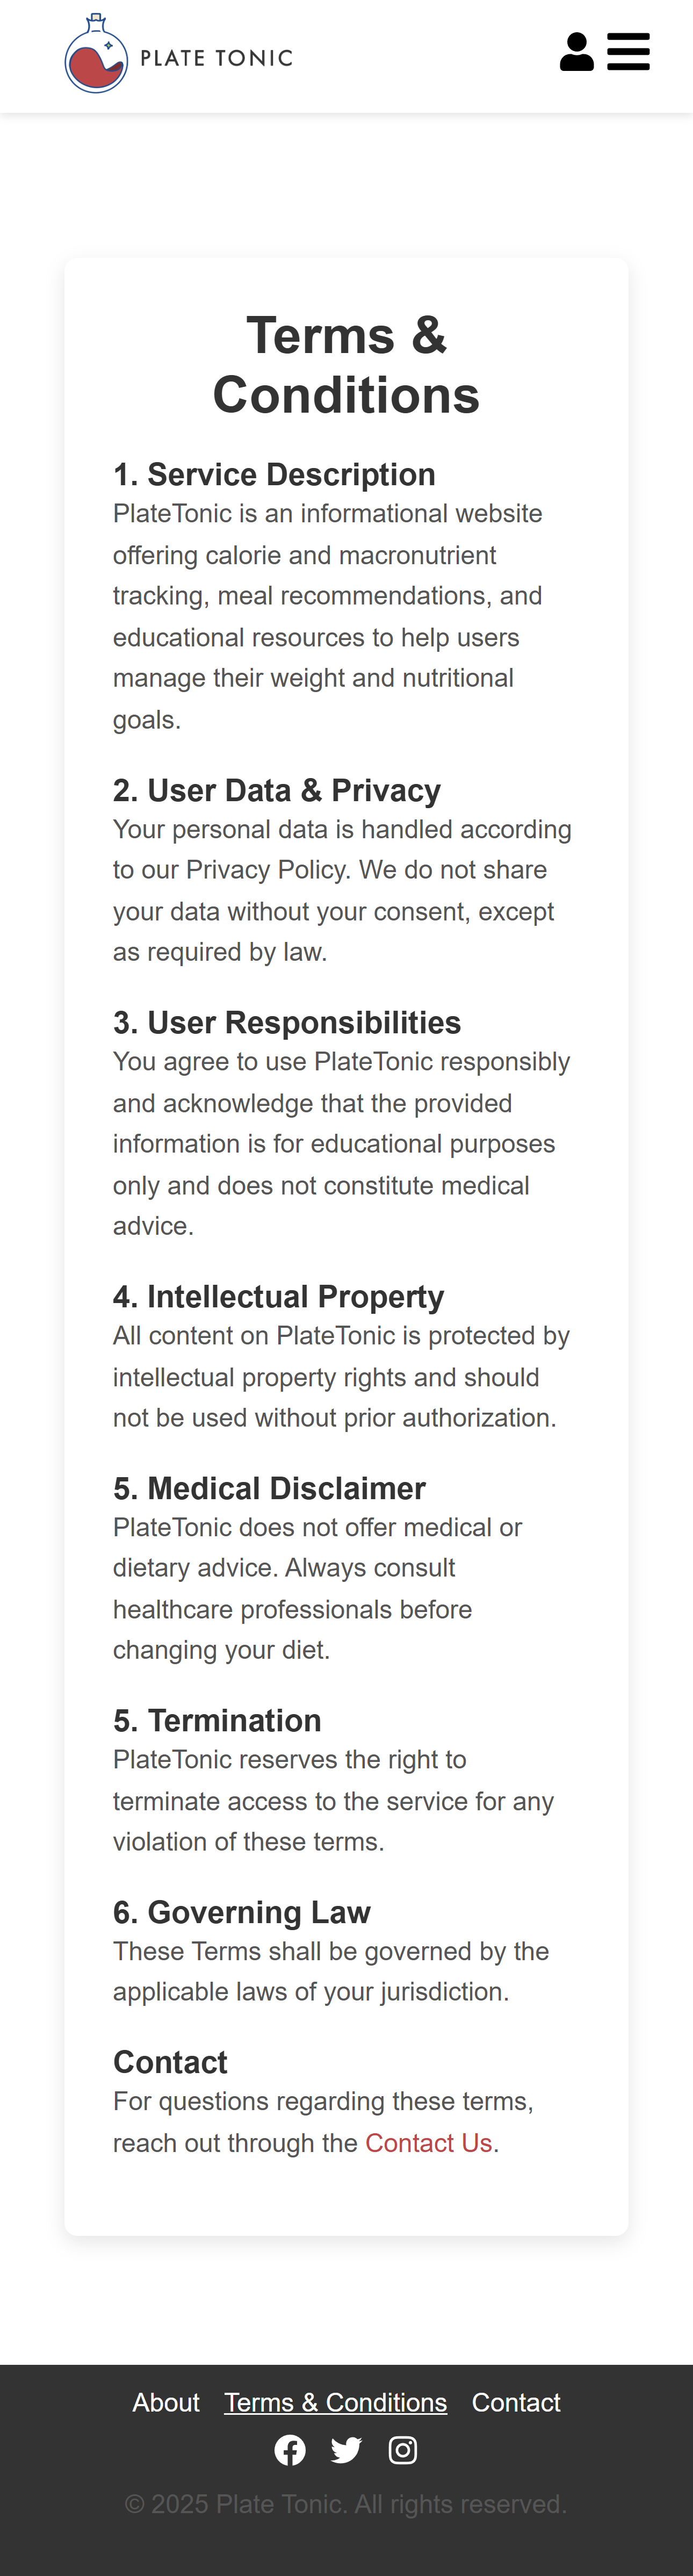 PLATE TONIC
Terms &
Conditions
1. Service Description
PlateTonic is an informational website
offering calorie and macronutrient
tracking, meal recommendations, and
educational resources to help users
manage their weight and nutritional
goals.
2. User Data & Privacy
Your personal data is handled according
to our Privacy Policy. We do not share
your data without your consent, except
as required by law.
3. User Responsibilities
You agree to use PlateTonic responsibly
and acknowledge that the provided
information is for educational purposes
only and does not constitute medical
advice.
4. Intellectual Property
All content on PlateTonic is protected by
intellectual property rights and should
not be used without prior authorization.
5. Medical Disclaimer
PlateTonic does not offer medical or
dietary advice. Always consult
healthcare professionals before
changing your diet.
5. Termination
PlateTonic reserves the right to
terminate access to the service for any
violation of these terms.
6. Governing Law
These Terms shall be governed by the
applicable laws of your jurisdiction.
Contact
For questions regarding these terms,
reach out through the Contact Us.
About Terms & Conditions Contact
© 2025 Plate Tonic. All rights reserved.